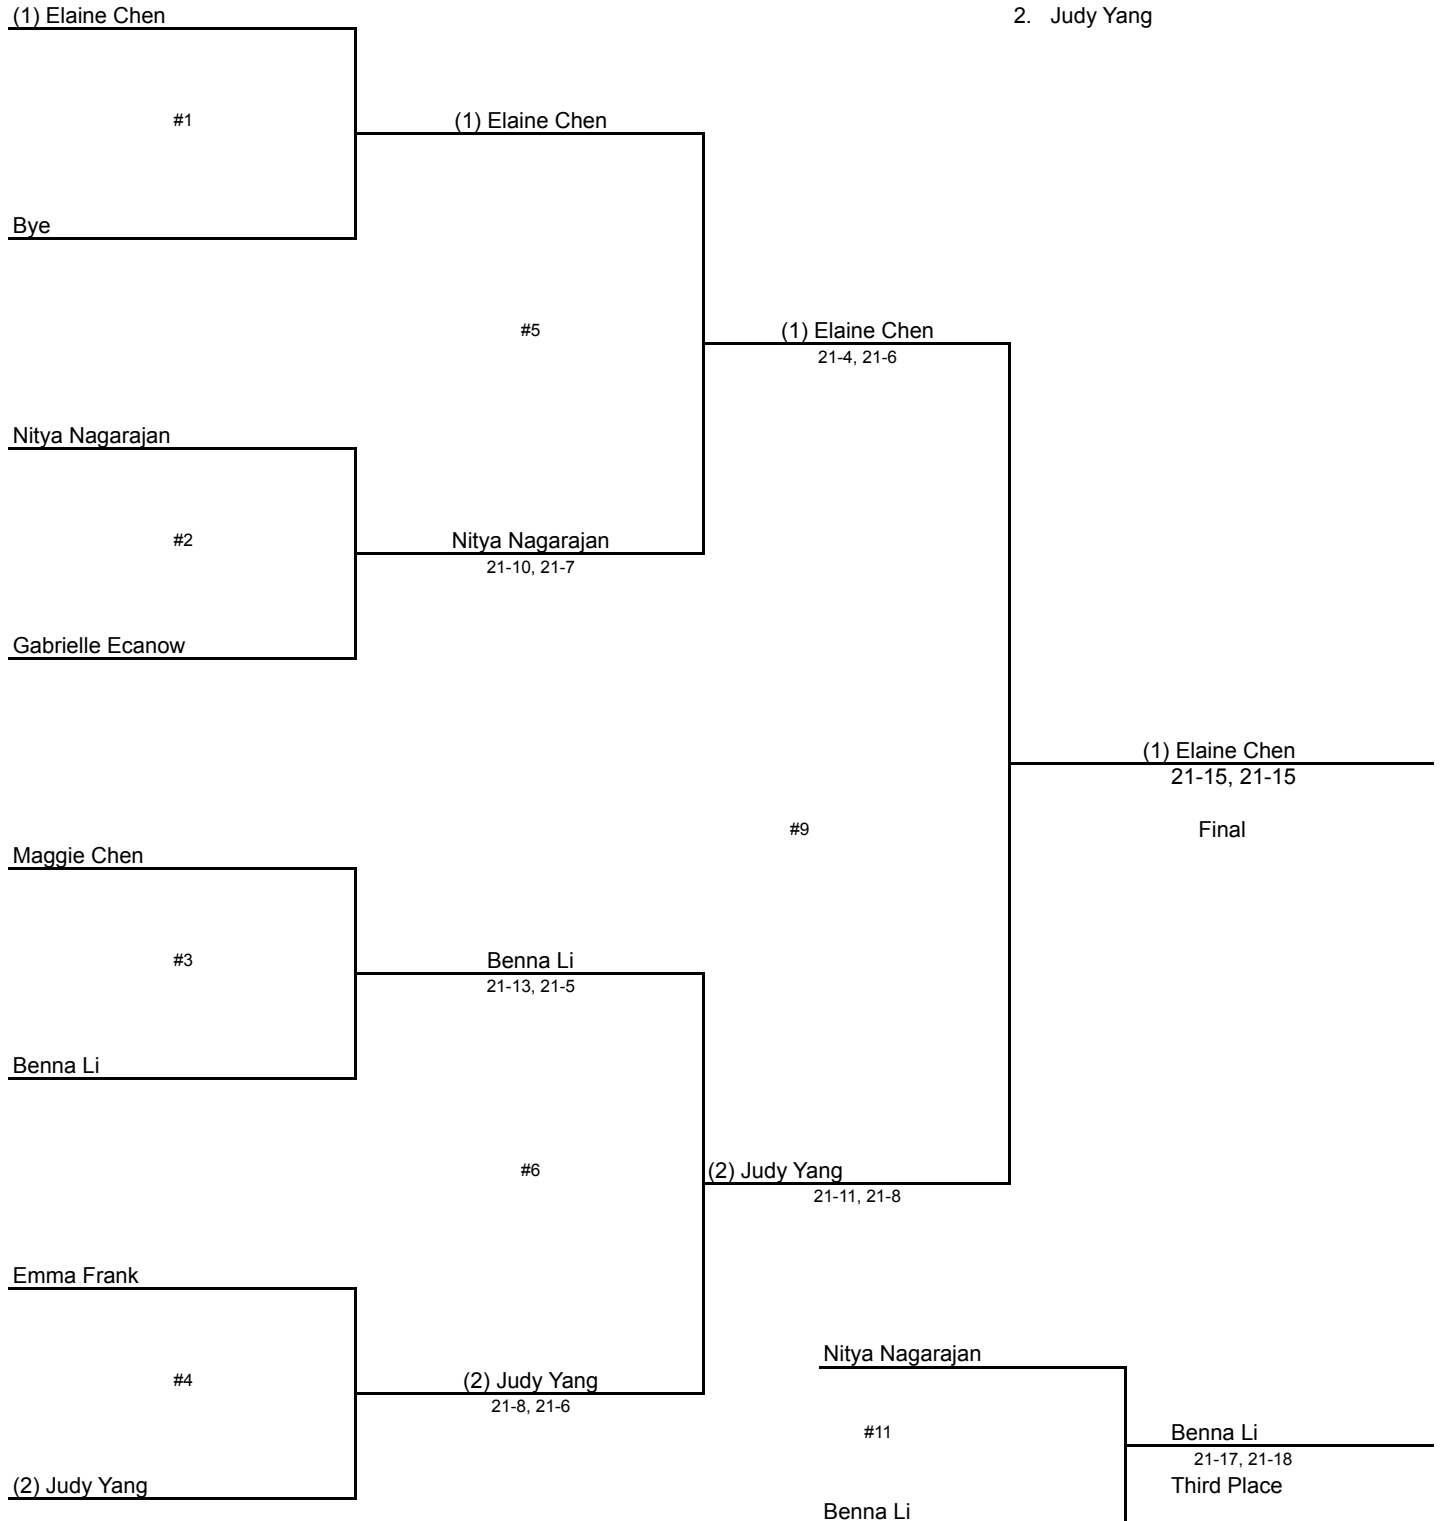 (1) Elaine Chen
2. Judy Yang
#1
(1) Elaine Chen
Bye
#5
(1) Elaine Chen
21-4, 21-6
Nitya Nagarajan
#2
Nitya Nagarajan
21-10, 21-7
Gabrielle Ecanow
(1) Elaine Chen
21-15, 21-15
#9
Final
Maggie Chen
#3
Benna Li
21-13, 21-5
Benna Li
#6
(2) Judy Yang
21-11, 21-8
Emma Frank
Nitya Nagarajan
#4
(2) Judy Yang
21-8, 21-6
#11
Benna Li
21-17, 21-18
(2) Judy Yang
Third Place
Benna Li